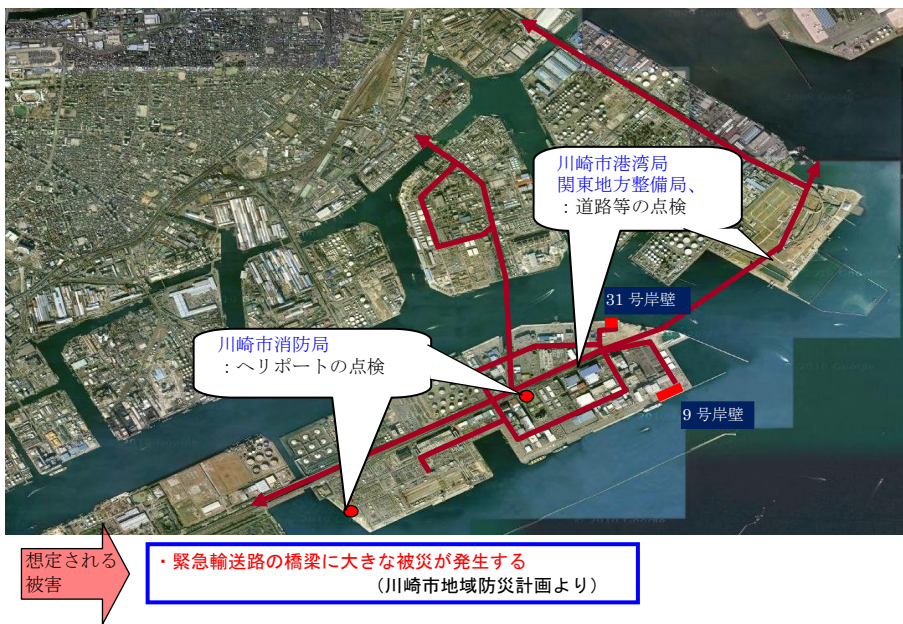 川崎市港湾局
関東地方整備局、
：道路等の点検
31 号岸壁
川崎市消防局
：ヘリポートの点検
9 号岸壁
想定される
被害
・緊急輸送路の橋梁に大きな被災が発生する
（川崎市地域防災計画より）